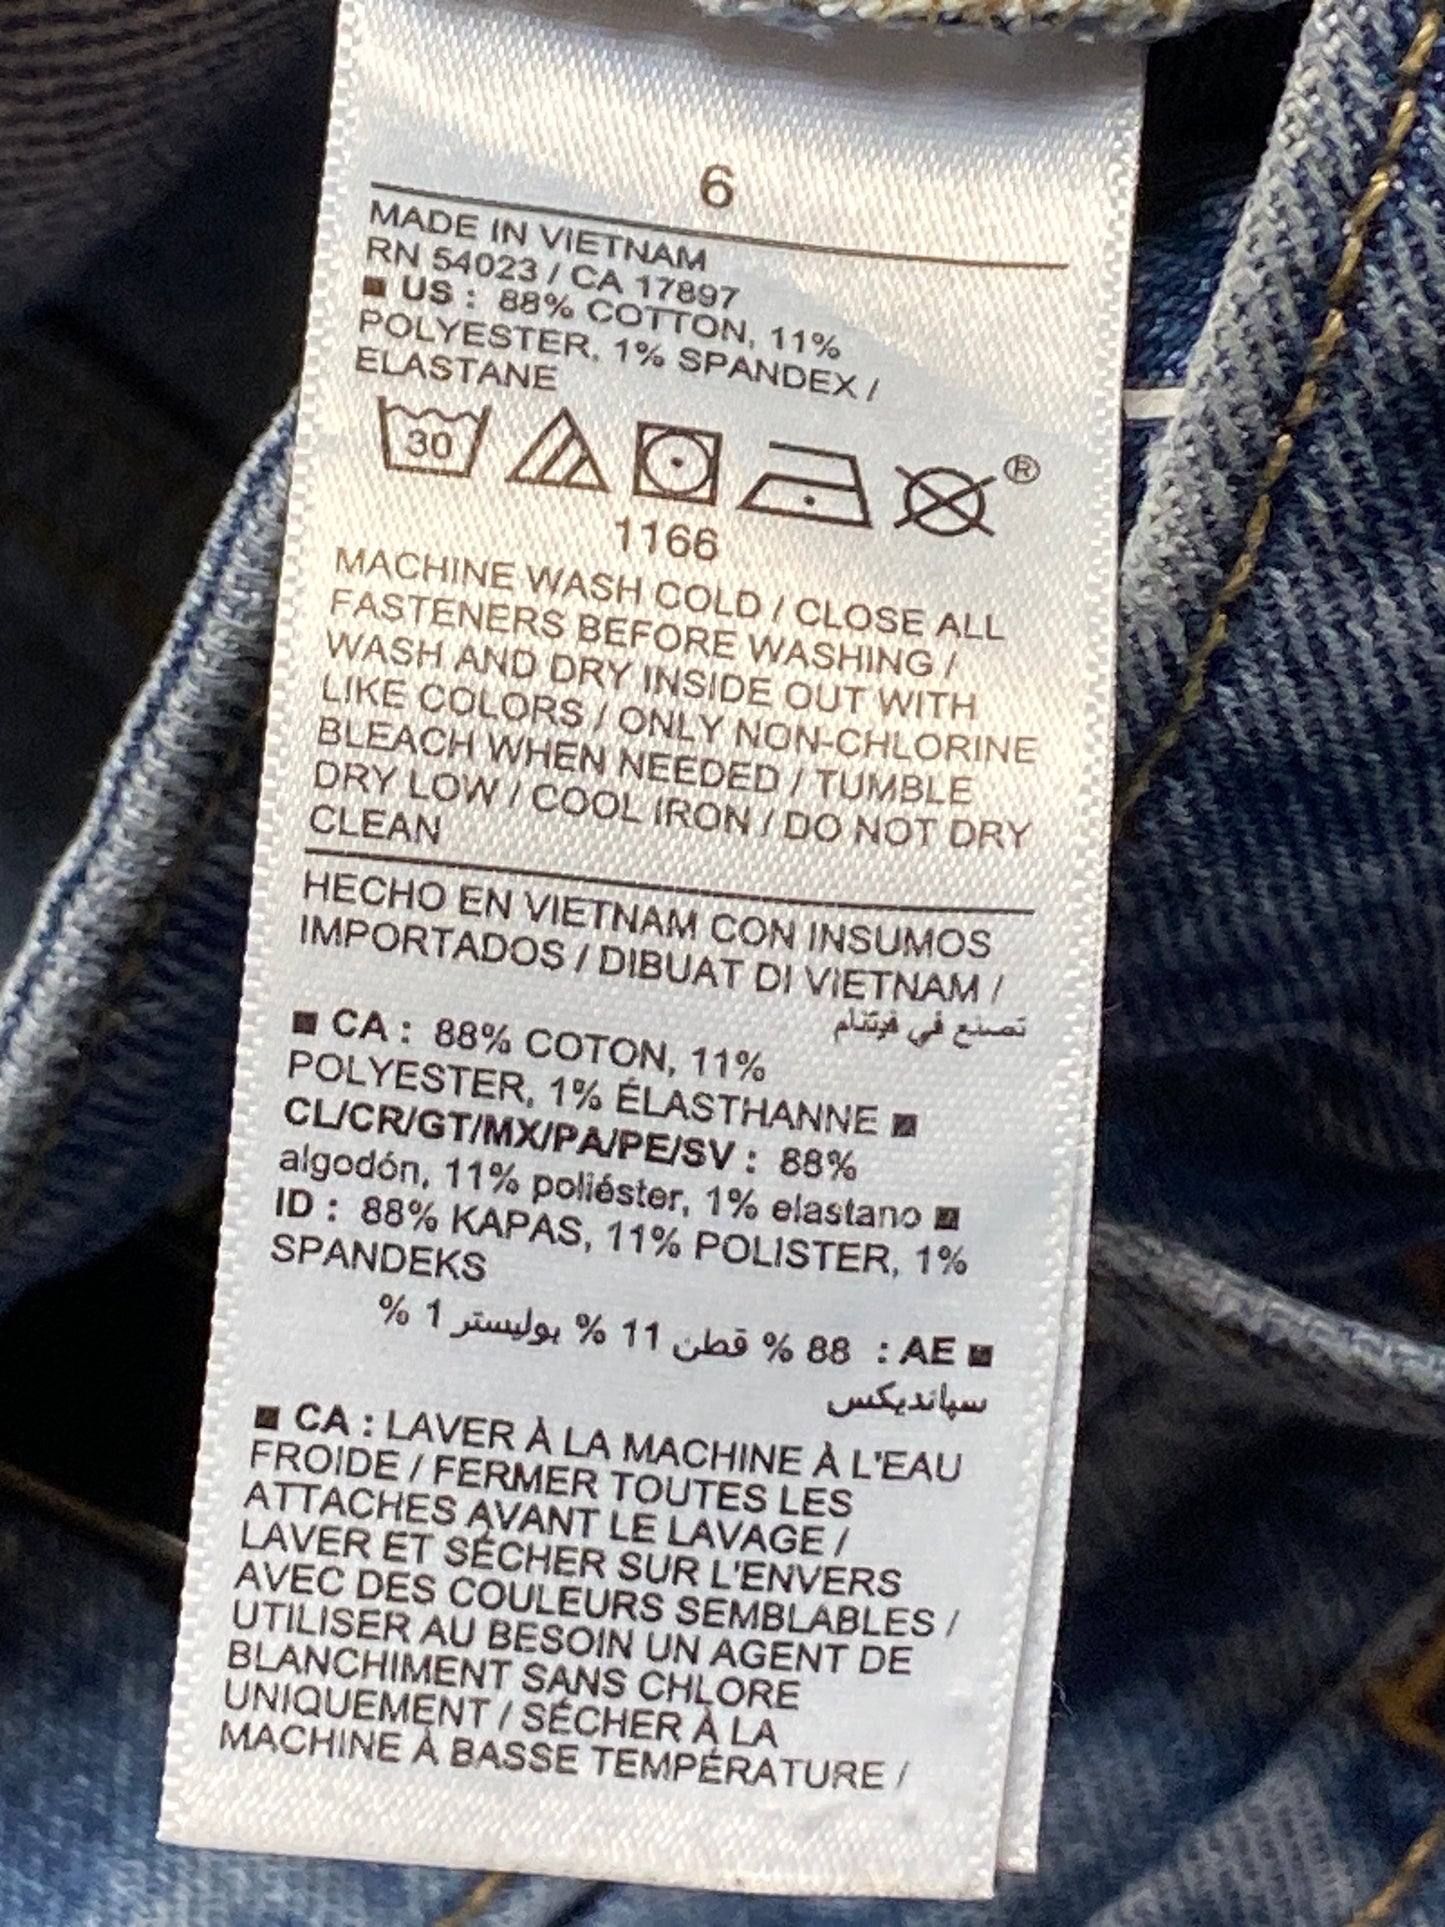 6
MADE IN VIETNAM
RN 54023 / CA 17897
■ US : 88% COTTON, 11%
POLYESTER, 1% SPANDEX /
ELASTANE
30
®
1166
MACHINE WASH COLD / CLOSE ALL
FASTENERS BEFORE WASHING /
WASH AND DRY INSIDE OUT WITH
LIKE COLORS / ONLY NON-CHLORINE
BLEACH WHEN NEEDED / TUMBLE
DRY LOW / COOL IRON / DO NOT DRY
CLEAN
HECHO EN VIETNAM CON INSUMOS
IMPORTADOS / DIBUAT DI VIETNAM /
تصنع في فيتنام
■ CA : 88% COTON, 11%
POLYESTER, 1% ÉLASTHANNE ■
CL/CR/GT/MX/PA/PE/SV : 88%
algodón, 11% poliéster, 1% elastano ■
ID : 88% KAPAS, 11% POLISTER, 1%
SPANDEKS
■ AE : 88 % قطن 11 % بوليستر 1 %
سباندیکس
■ CA : LAVER À LA MACHINE À L'EAU
FROIDE / FERMER TOUTES LES
ATTACHES AVANT LE LAVAGE /
LAVER ET SÉCHER SUR L'ENVERS
AVEC DES COULEURS SEMBLABLES /
UTILISER AU BESOIN UN AGENT DE
BLANCHIMENT SANS CHLORE
UNIQUEMENT / SÉCHER À LA
MACHINE À BASSE TEMPÉRATURE /